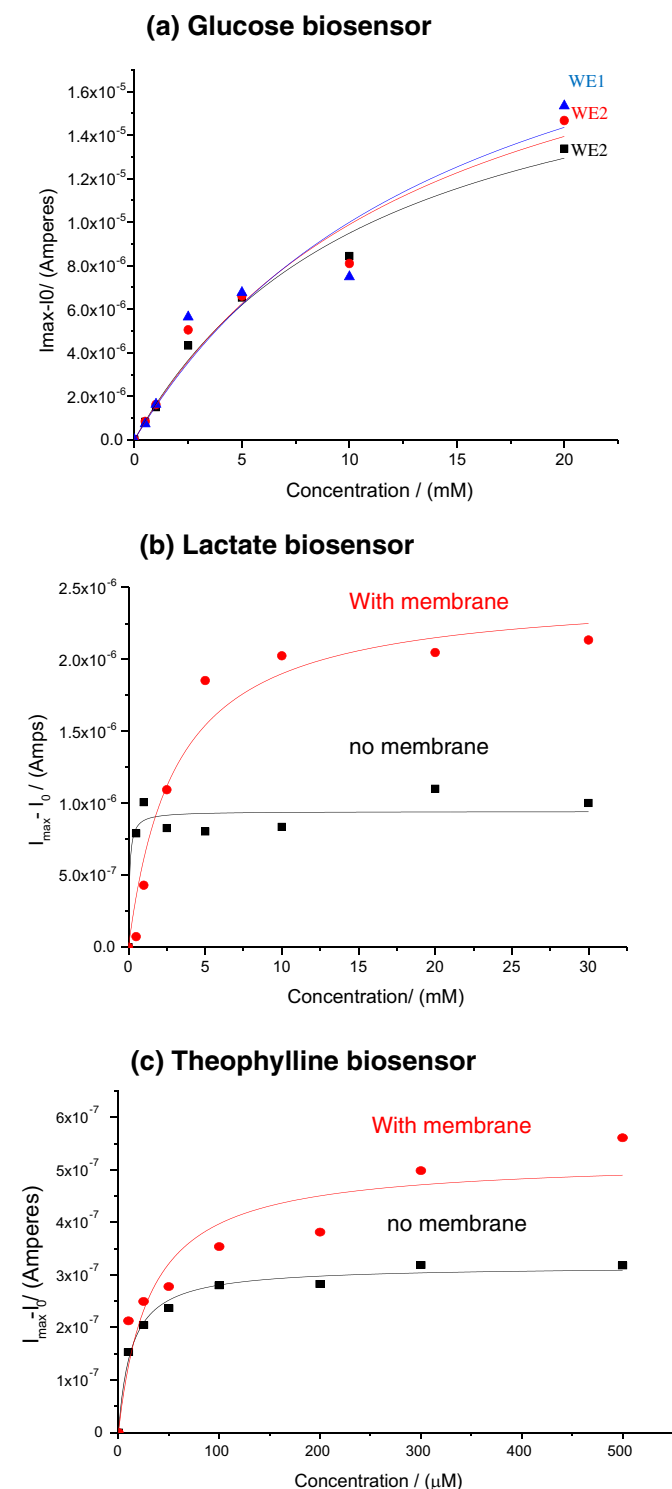 (a) Glucose biosensor
1.6x10⁻⁵
1.4x10⁻⁵
1.2x10⁻⁵
1.0x10⁻⁵
8.0x10⁻⁶
6.0x10⁻⁶
4.0x10⁻⁶
2.0x10⁻⁶
0.0
Imax-I0/ (Amperes)
WE1
WE2
WE2
0 5 10 15 20
Concentration / (mM)
(b) Lactate biosensor
2.5x10⁻⁶
2.0x10⁻⁶
1.5x10⁻⁶
1.0x10⁻⁶
5.0x10⁻⁷
0.0
I_max - I_0 / (Amps)
With membrane
no membrane
0 5 10 15 20 25 30
Concentration/ (mM)
(c) Theophylline biosensor
6x10⁻⁷
5x10⁻⁷
4x10⁻⁷
3x10⁻⁷
2x10⁻⁷
1x10⁻⁷
0
I_max-I_0/ (Amperes)
With membrane
no membrane
0 100 200 300 400 500
Concentration / (μM)